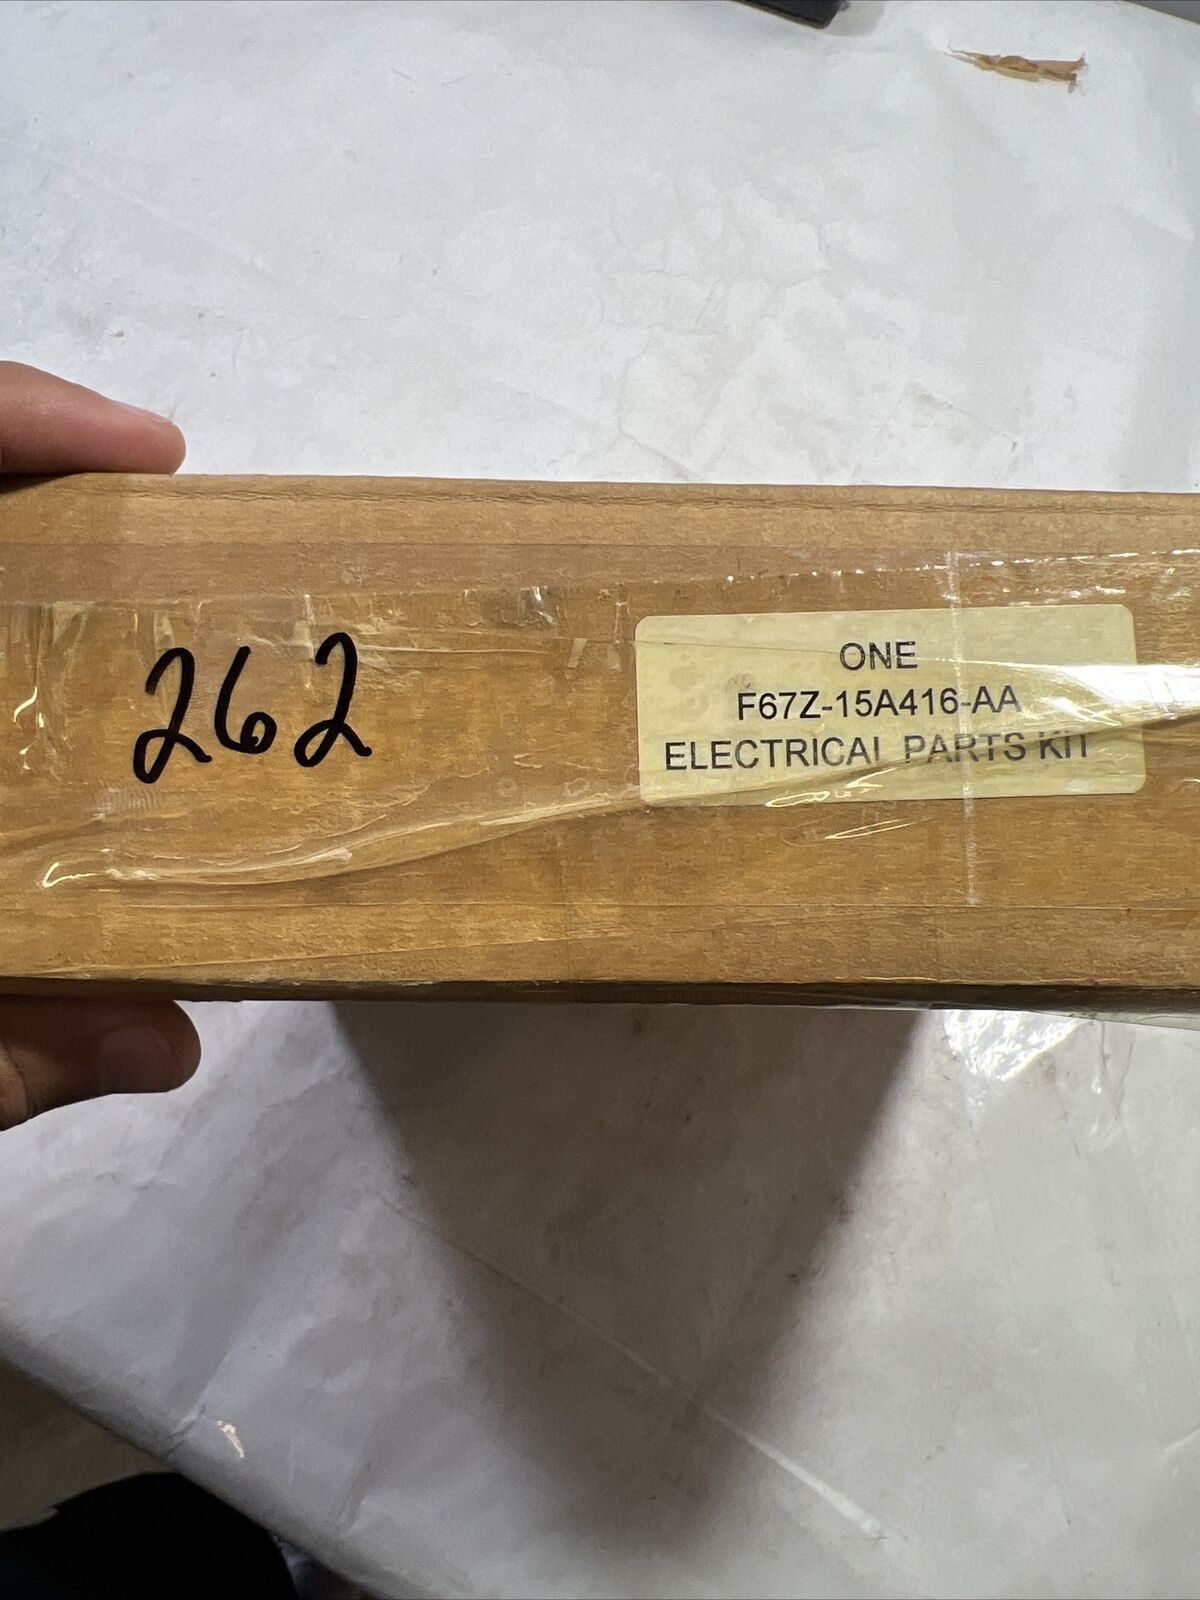 262
ONE
F67Z-15A416-AA
ELECTRICAL PARTS KIT